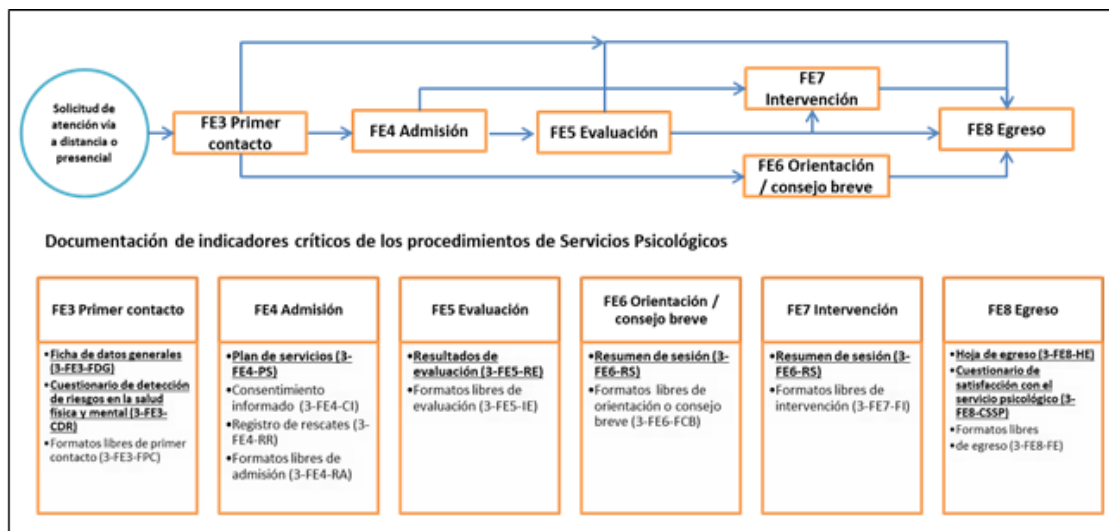 Solicitud de
atención vía
a distancia o
presencial
FE3 Primer
contacto
FE4 Admisión
FE5 Evaluación
FE7
Intervención
FE6 Orientación
/ consejo breve
FE8 Egreso
Documentación de indicadores críticos de los procedimientos de Servicios Psicológicos
FE3 Primer contacto
•Ficha de datos generales
(3-FE3-FDG)
•Cuestionario de detección
de riesgos en la salud
física y mental (3-FE3-
CDR)
•Formatos libres de primer
contacto (3-FE3-FPC)
FE4 Admisión
•Plan de servicios (3-
FE4-PS)
•Consentimiento
informado (3-FE4-CI)
•Registro de rescates (3-
FE4-RR)
•Formatos libres de
admisión (3-FE4-RA)
FE5 Evaluación
•Resultados de
evaluación (3-FE5-RE)
•Formatos libres de
evaluación (3-FE5-IE)
FE6 Orientación /
consejo breve
•Resumen de sesión (3-
FE6-RS)
•Formatos libres de
orientación o consejo
breve (3-FE6-FCB)
FE7 Intervención
•Resumen de sesión (3-
FE6-RS)
•Formatos libres de
intervención (3-FE7-FI)
FE8 Egreso
•Hoja de egreso (3-FE8-HE)
•Cuestionario de
satisfacción con el
servicio psicológico (3-
FE8-CSSP)
•Formatos libres
•de egreso (3-FE8-FE)